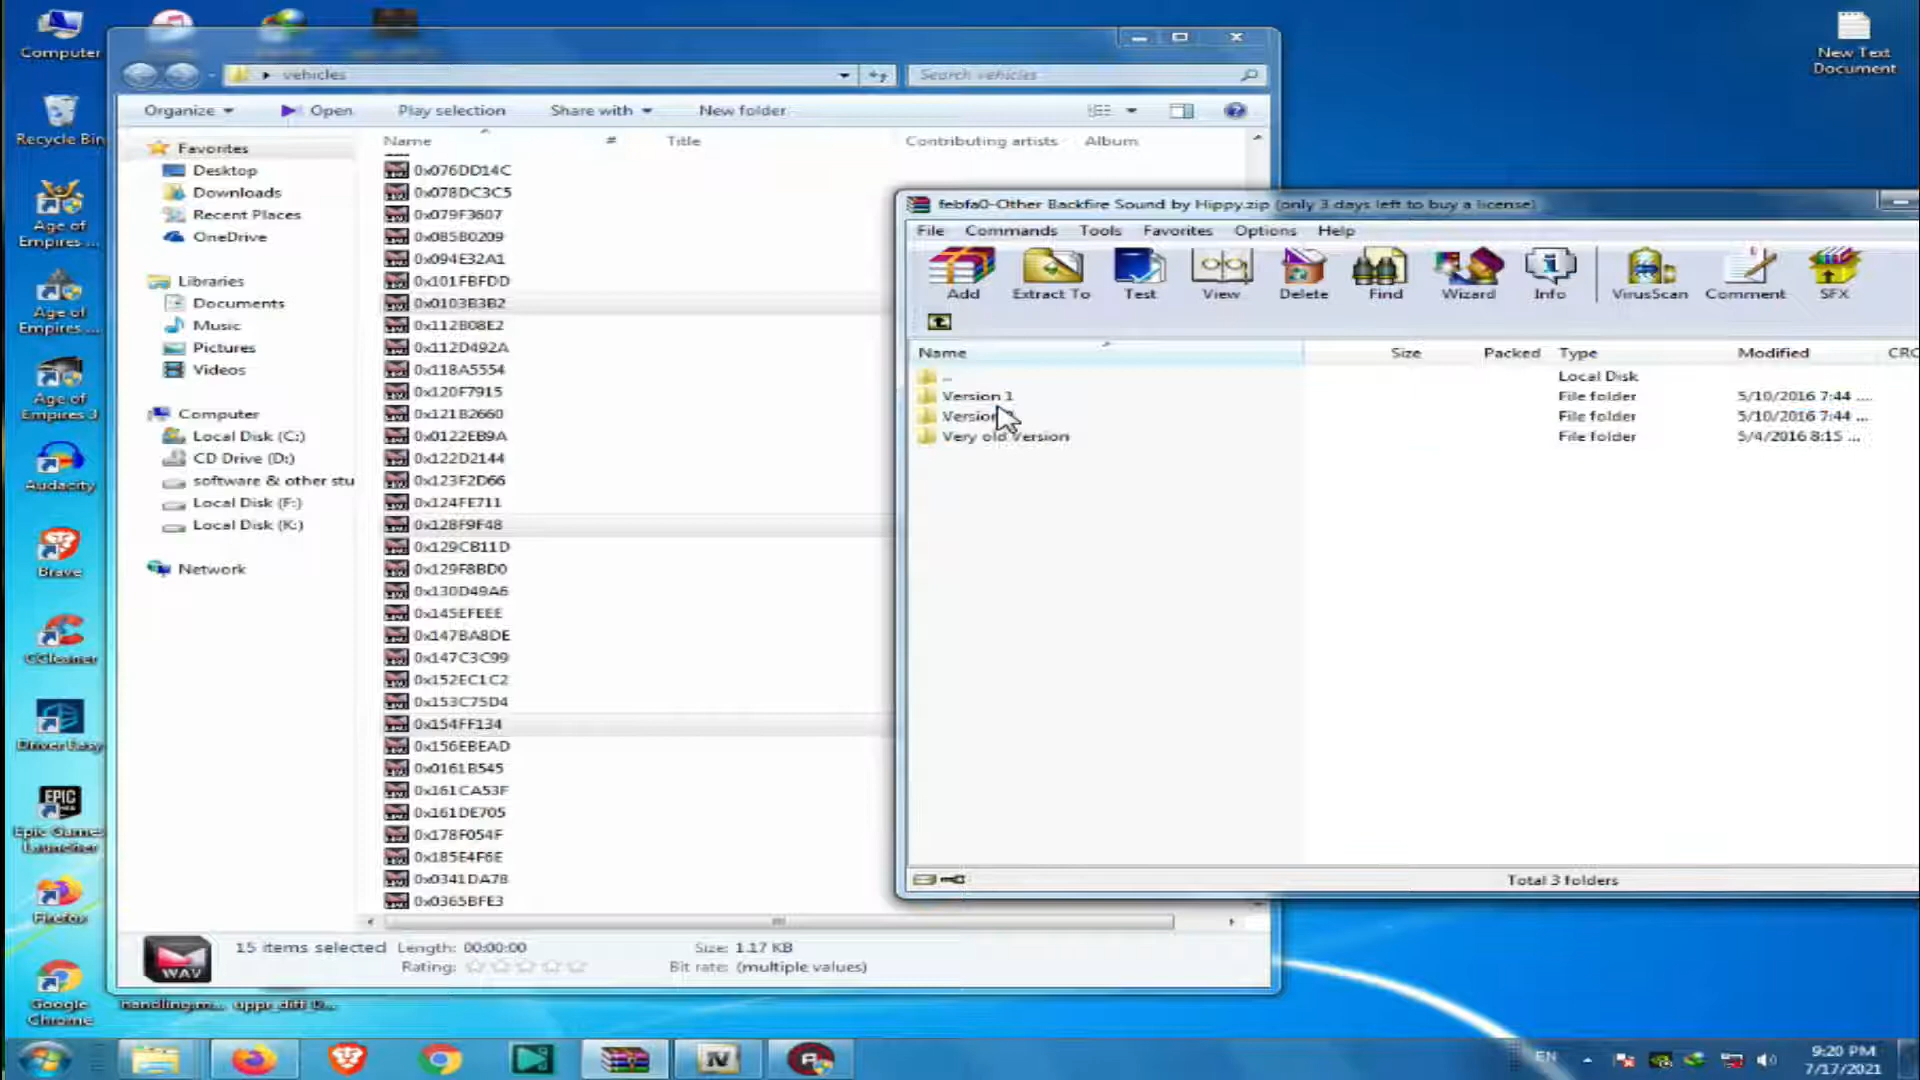 Computer
Recycle Bin
Age of
Empires ...
Age of
Empires ...
Age of
Empires 3
Audacity
Brave
CCleaner
Driver Easy
Epic Games
Launcher
Firefox
Google
Chrome
New Text
Document
vehicles
Search vehicles
Organize
Open
Play selection
Share with
New folder
Name
#
Title
Contributing artists
Album
Favorites
Desktop
Downloads
Recent Places
OneDrive
Libraries
Documents
Music
Pictures
Videos
Computer
Local Disk (C:)
CD Drive (D:)
software & other stu
Local Disk (F:)
Local Disk (K:)
Network
0x076DD14C
0x078DC3C5
0x079F3607
0x085B0209
0x094E32A1
0x101FBFDD
0x0103B3B2
0x112B08E2
0x112D492A
0x118A5554
0x120F7915
0x121B2660
0x0122EB9A
0x122D2144
0x123F2D66
0x124FE711
0x128F9F48
0x129CB11D
0x129F8BD0
0x130D49A6
0x145EFEEE
0x147BA8DE
0x147C3C99
0x152EC1C2
0x153C75D4
0x154FF134
0x156EBEAD
0x0161B545
0x161CA53F
0x161DE705
0x178F054F
0x185E4F6E
0x0341DA78
0x0365BFE3
WAV
15 items selected
Length: 00:00:00
Rating:
Size: 1.17 KB
Bit rate: (multiple values)
febfa0-Other Backfire Sound by Hippy.zip (only 3 days left to buy a license)
File Commands Tools Favorites Options Help
Add
Extract To
Test
View
Delete
Find
Wizard
Info
VirusScan
Comment
SFX
Name Size Packed Type Modified CRC
.. Local Disk
Version 1 File folder 5/10/2016 7:44 ...
Version File folder 5/10/2016 7:44 ...
Very old Version File folder 5/4/2016 8:15 ...
Total 3 folders
EN
9:20 PM
7/17/2021